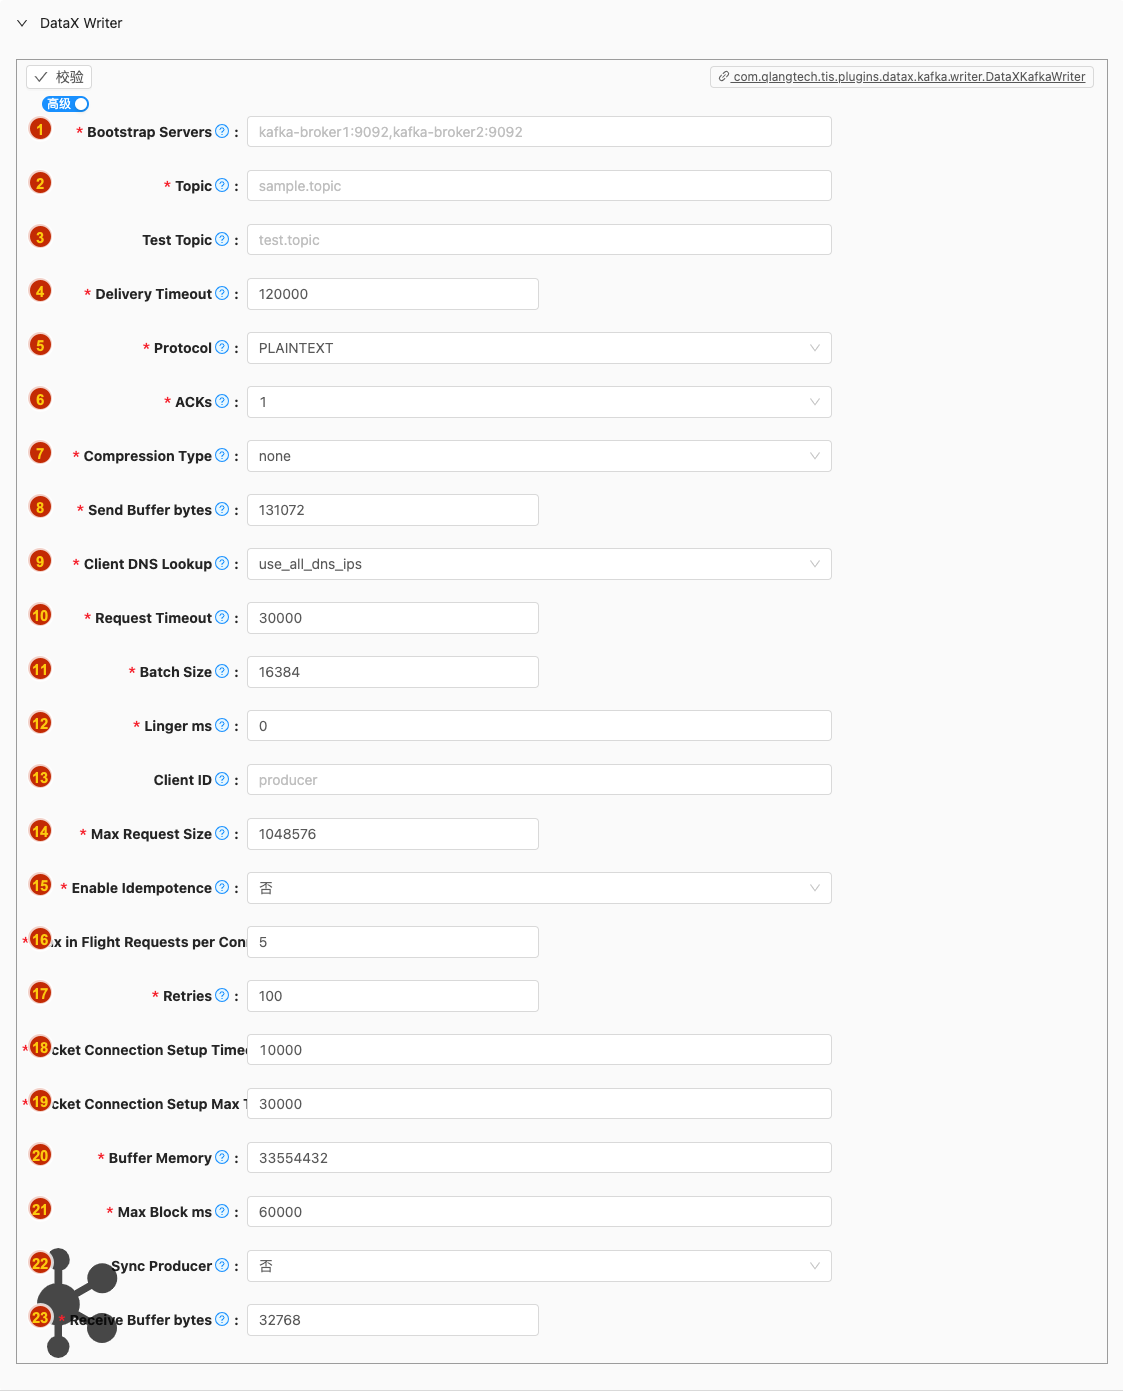 DataX Writer
校验
com.qlangtech.tis.plugins.datax.kafka.writer.DataXKafkaWriter
高级
1 * Bootstrap Servers ? : kafka-broker1:9092,kafka-broker2:9092
2 * Topic ? : sample.topic
3 Test Topic ? : test.topic
4 * Delivery Timeout ? : 120000
5 * Protocol ? : PLAINTEXT
6 * ACKs ? : 1
7 * Compression Type ? : none
8 * Send Buffer bytes ? : 131072
9 * Client DNS Lookup ? : use_all_dns_ips
10 * Request Timeout ? : 30000
11 * Batch Size ? : 16384
12 * Linger ms ? : 0
13 Client ID ? : producer
14 * Max Request Size ? : 1048576
15 * Enable Idempotence ? : 否
16 * x in Flight Requests per Con 5
17 * Retries ? : 100
18 * cket Connection Setup Time 10000
19 * cket Connection Setup Max 30000
20 * Buffer Memory ? : 33554432
21 * Max Block ms ? : 60000
22 Sync Producer ? : 否
23 * Receive Buffer bytes ? : 32768